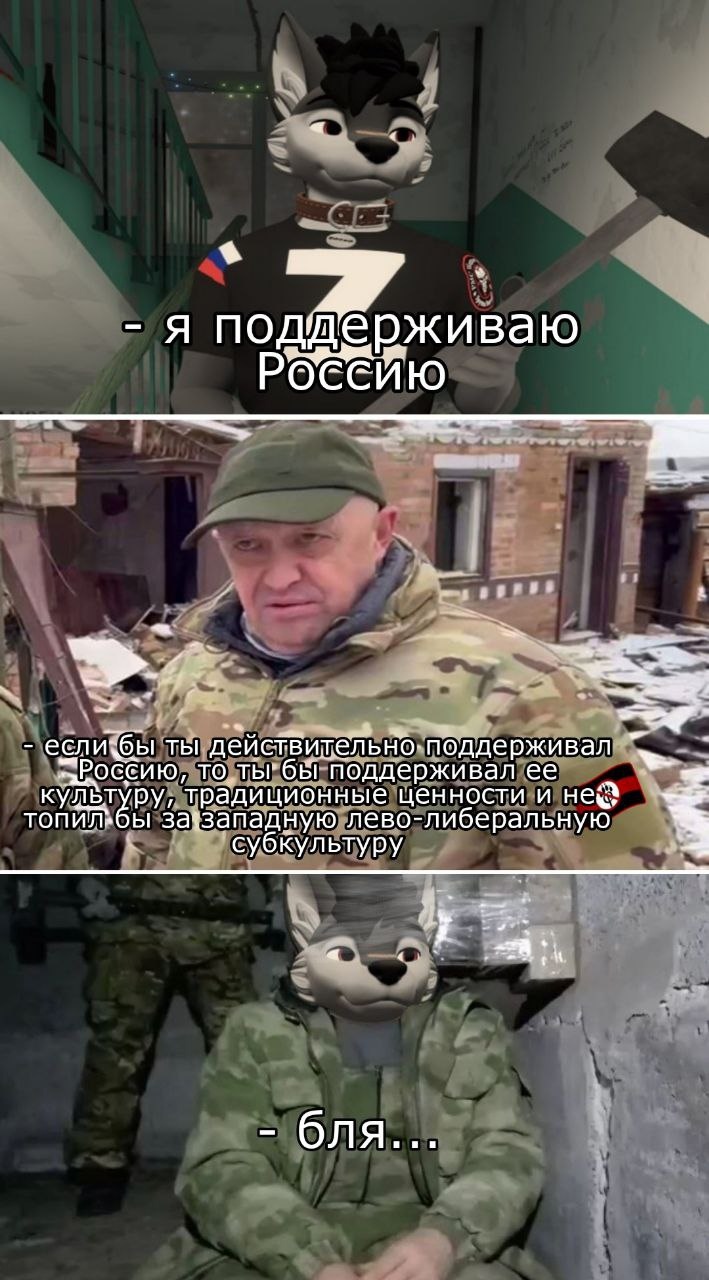 - я поддерживаю
Россию
- если бы ты действительно поддерживал
Россию, то ты бы поддерживал ее
культуру, традиционные ценности и не
топил бы за западную лево-либеральную
субкультуру
- бля...